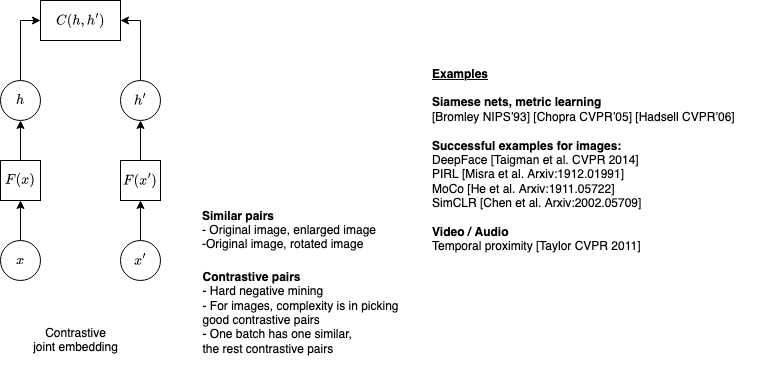 C(h, h′)
h
h′
F(x)
F(x′)
x
x′
Contrastive
joint embedding
Similar pairs
- Original image, enlarged image
-Original image, rotated image
Contrastive pairs
- Hard negative mining
- For images, complexity is in picking
good contrastive pairs
- One batch has one similar,
the rest contrastive pairs
Examples
Siamese nets, metric learning
[Bromley NIPS'93] [Chopra CVPR'05] [Hadsell CVPR'06]
Successful examples for images:
DeepFace [Taigman et al. CVPR 2014]
PIRL [Misra et al. Arxiv:1912.01991]
MoCo [He et al. Arxiv:1911.05722]
SimCLR [Chen et al. Arxiv:2002.05709]
Video / Audio
Temporal proximity [Taylor CVPR 2011]